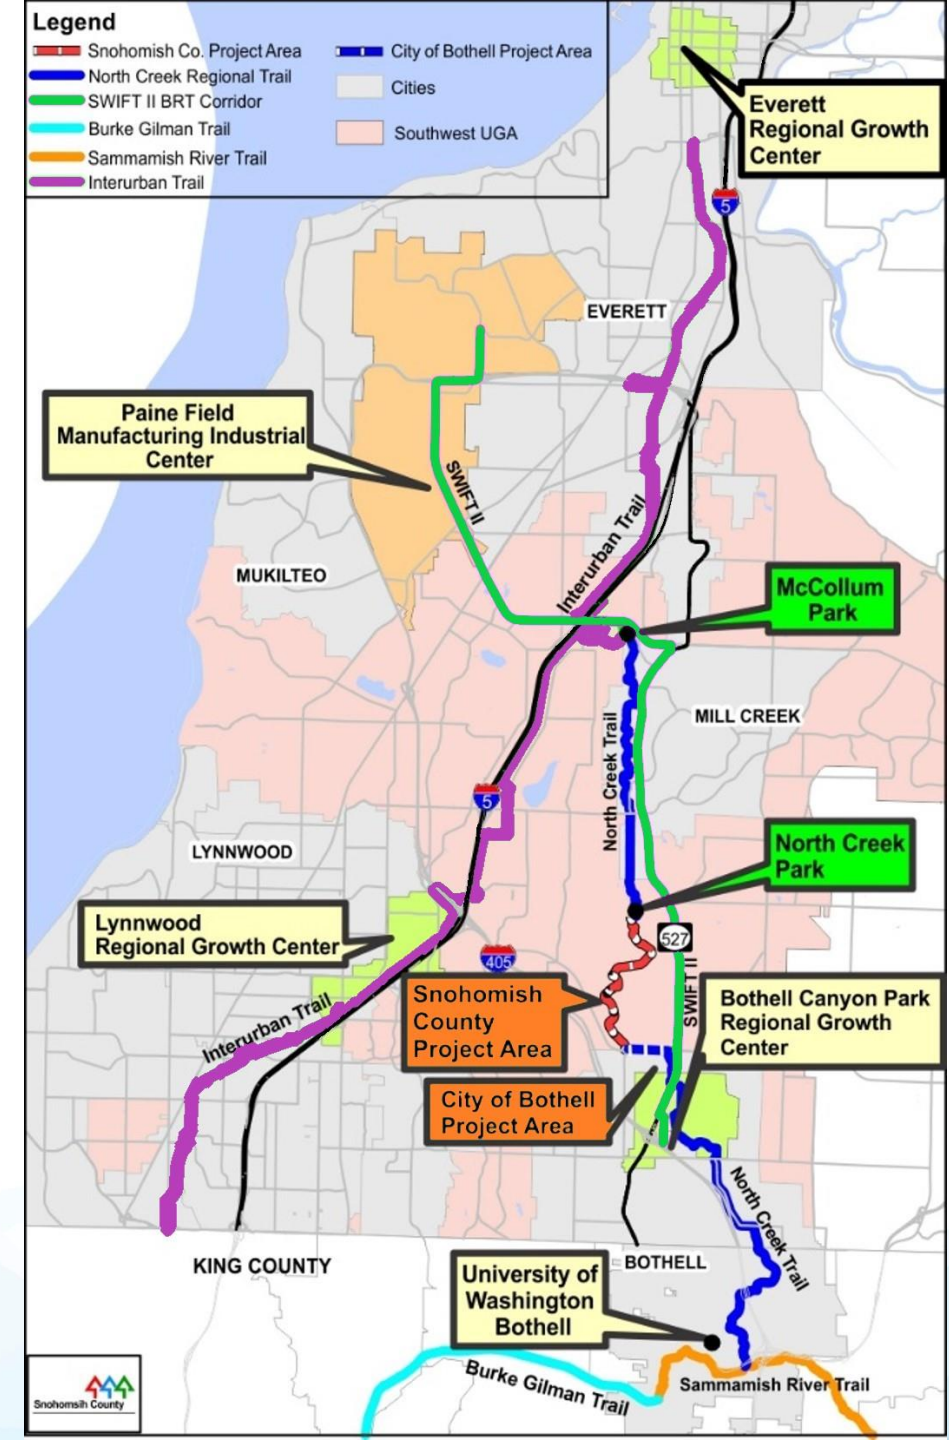 Legend
Snohomish Co. Project Area
North Creek Regional Trail
SWIFT II BRT Corridor
Burke Gilman Trail
Sammamish River Trail
Interurban Trail
City of Bothell Project Area
Cities
Southwest UGA
Everett
Regional Growth
Center
5
EVERETT
Paine Field
Manufacturing Industrial
Center
SWIFT II
Interurban Trail
MUKILTEO
McCollum
Park
MILL CREEK
North Creek Trail
5
LYNNWOOD
North Creek
Park
Lynnwood
Regional Growth Center
527
405
SWIFT II
Snohomish
County
Project Area
Bothell Canyon Park
Regional Growth
Center
Interurban Trail
City of Bothell
Project Area
North Creek Trail
KING COUNTY
BOTHELL
University of
Washington
Bothell
Burke Gilman Trail
Sammamish River Trail
Snohomsih County